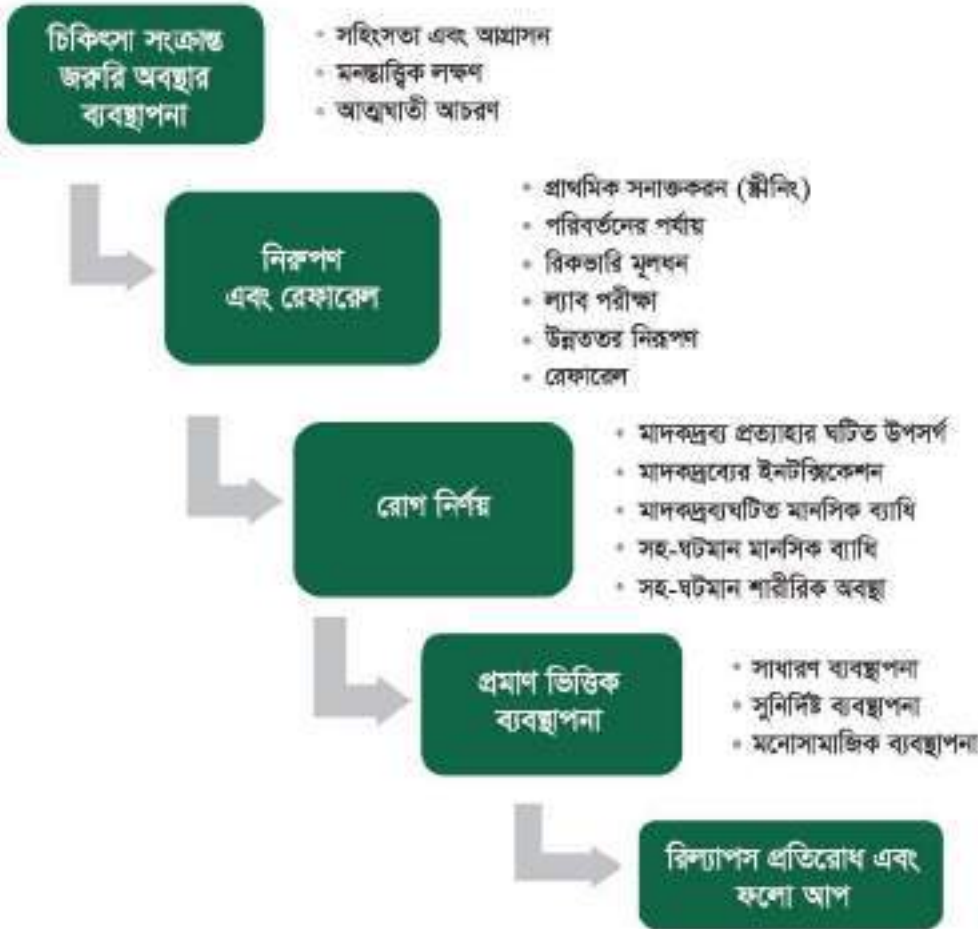 চিকিৎসা সংক্রান্ত
জরুরি অবস্থার
ব্যবস্থাপনা
• সহিংসতা এবং আগ্রাসন
• মনস্তাত্ত্বিক লক্ষণ
• আত্মঘাতী আচরণ
নিরুপণ
এবং রেফারেল
• প্রাথমিক সনাক্তকরন (স্ক্রীনিং)
• পরিবর্তনের পর্যায়
• রিকভারি মূলধন
• ল্যাব পরীক্ষা
• উন্নততর নিরূপণ
• রেফারেল
রোগ নির্ণয়
• মাদকদ্রব্য প্রত্যাহার ঘটিত উপসর্গ
• মাদকদ্রব্যের ইনটক্সিকেশন
• মাদকদ্রব্যঘটিত মানসিক ব্যাধি
• সহ-ঘটমান মানসিক ব্যাধি
• সহ-ঘটমান শারীরিক অবস্থা
প্রমাণ ভিত্তিক
ব্যবস্থাপনা
• সাধারণ ব্যবস্থাপনা
• সুনির্দিষ্ট ব্যবস্থাপনা
• মনোসামাজিক ব্যবস্থাপনা
রিল্যাপস প্রতিরোধ এবং
ফলো আপ